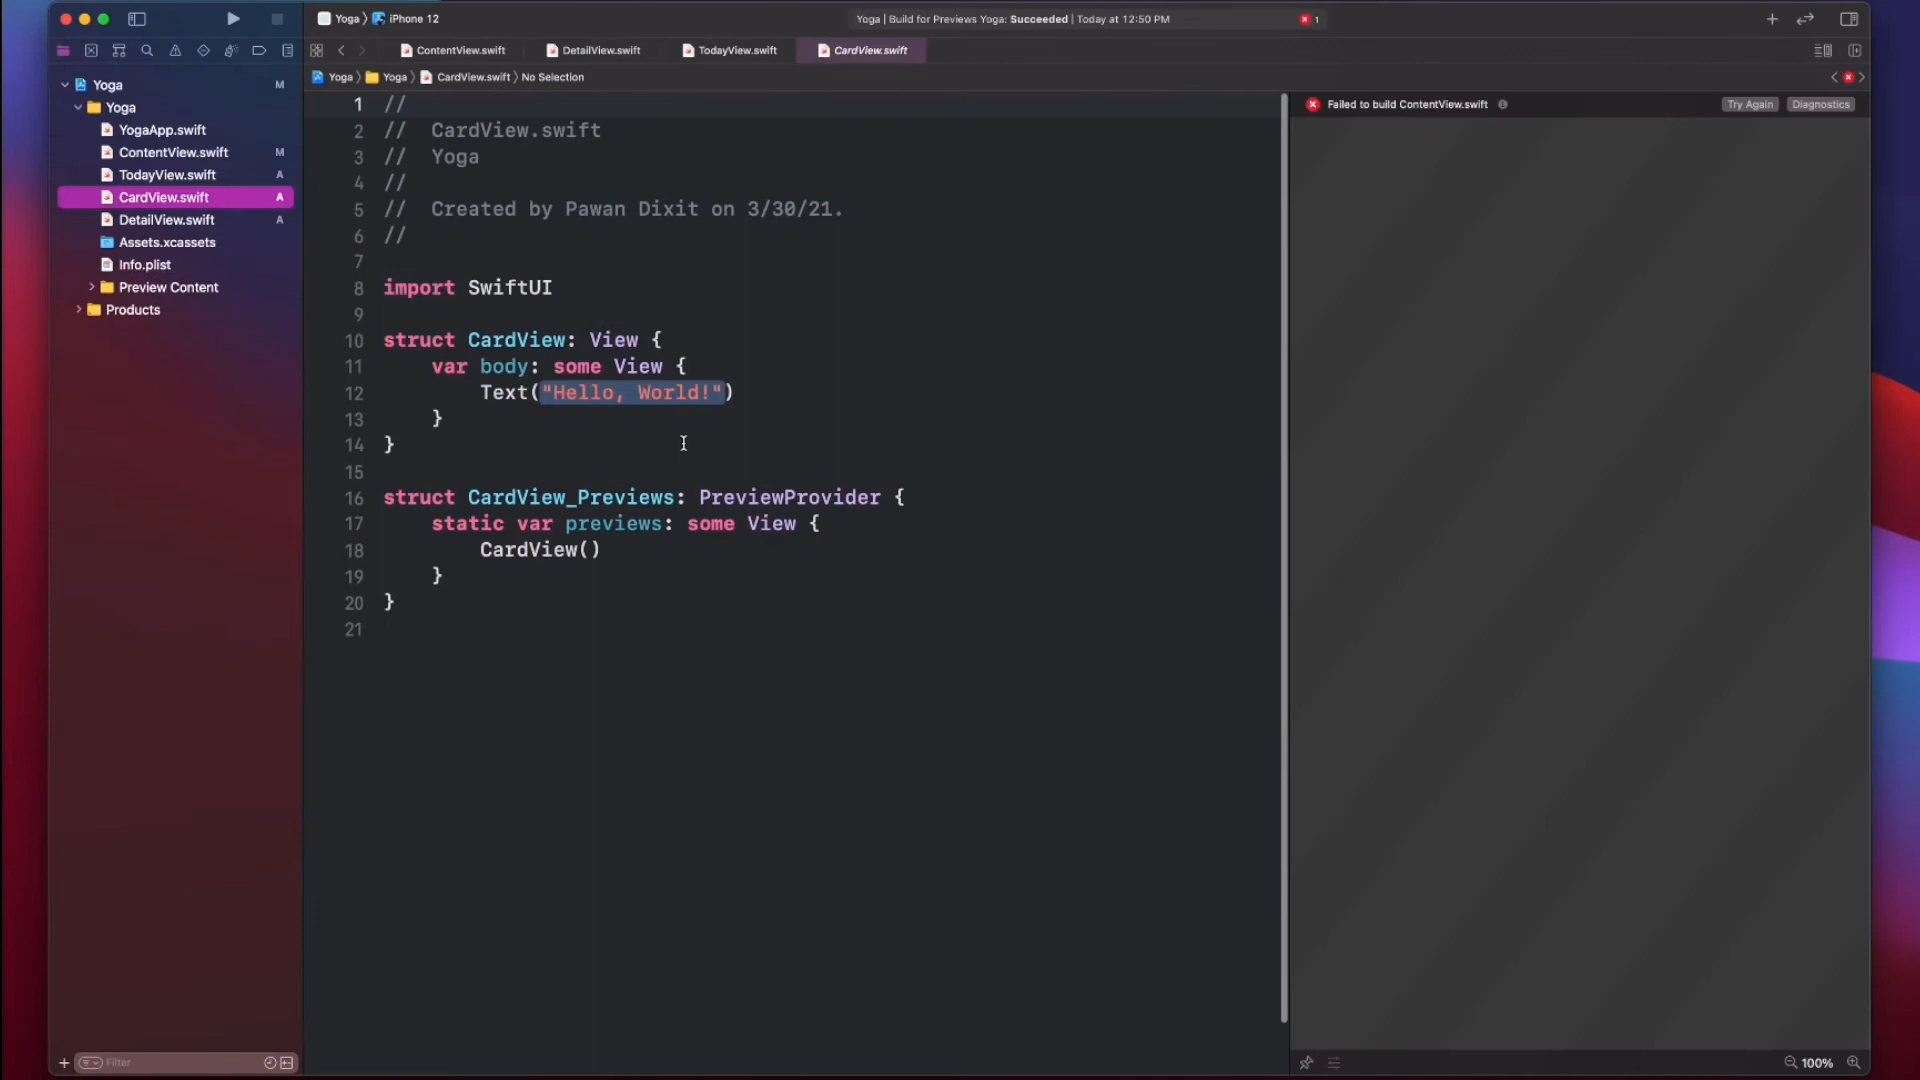 Yoga 〉 iPhone 12
Yoga | Build for Previews Yoga: Succeeded | Today at 12:50 PM
1
ContentView.swift
DetailView.swift
TodayView.swift
CardView.swift
Yoga 〉 Yoga 〉 CardView.swift 〉 No Selection
Yoga M
Yoga
YogaApp.swift
ContentView.swift M
TodayView.swift A
CardView.swift A
DetailView.swift A
Assets.xcassets
Info.plist
Preview Content
Products
Filter
1 //
2 //  CardView.swift
3 //  Yoga
4 //
5 //  Created by Pawan Dixit on 3/30/21.
6 //
7
8 import SwiftUI
9
10 struct CardView: View {
11     var body: some View {
12         Text("Hello, World!")
13     }
14 }
15
16 struct CardView_Previews: PreviewProvider {
17     static var previews: some View {
18         CardView()
19     }
20 }
21
Failed to build ContentView.swift
Try Again
Diagnostics
100%